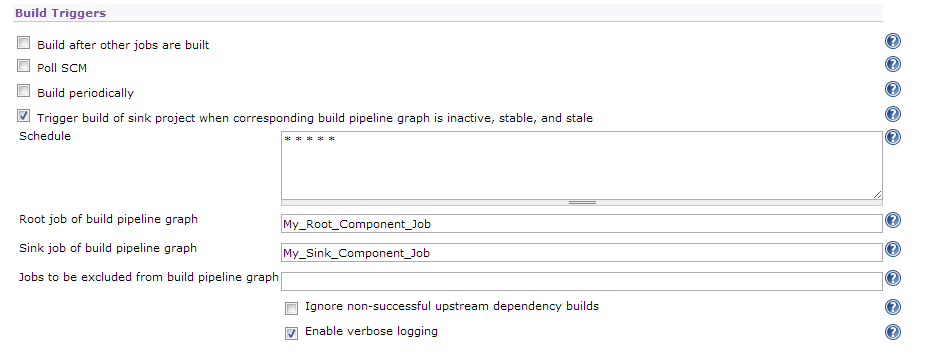 Build Triggers
Build after other jobs are built
Poll SCM
Build periodically
Trigger build of sink project when corresponding build pipeline graph is inactive, stable, and stale
Schedule
* * * * *
Root job of build pipeline graph
My_Root_Component_Job
Sink job of build pipeline graph
My_Sink_Component_Job
Jobs to be excluded from build pipeline graph
Ignore non-successful upstream dependency builds
Enable verbose logging